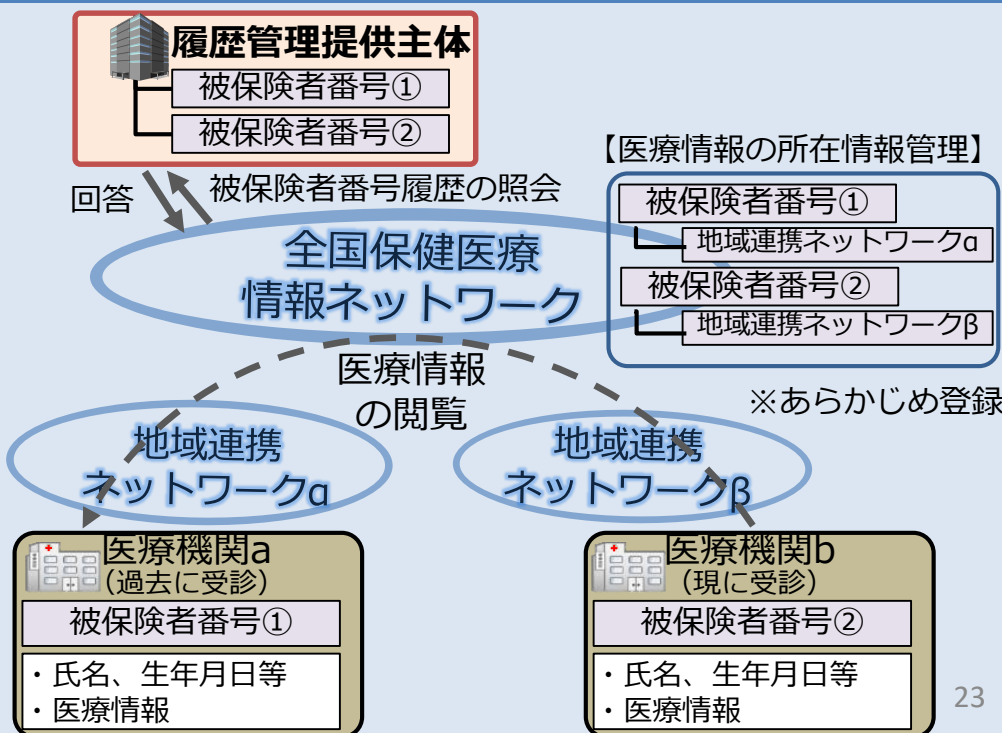 履歴管理提供主体
被保険者番号①
被保険者番号②
回答
被保険者番号履歴の照会
【医療情報の所在情報管理】
被保険者番号①
地域連携ネットワークα
被保険者番号②
地域連携ネットワークβ
※あらかじめ登録
全国保健医療
情報ネットワーク
医療情報
の閲覧
地域連携
ネットワークα
地域連携
ネットワークβ
医療機関a
（過去に受診）
被保険者番号①
・氏名、生年月日等
・医療情報
医療機関b
（現に受診）
被保険者番号②
・氏名、生年月日等
・医療情報
23